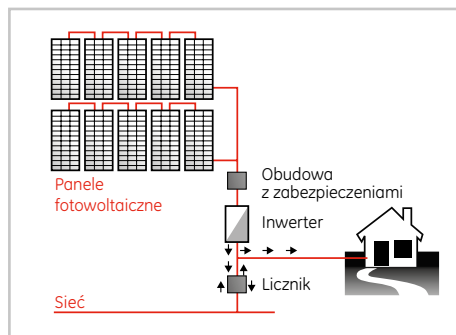 Panele
fotowoltaiczne
Obudowa
z zabezpieczeniami
Inwerter
Licznik
Sieć